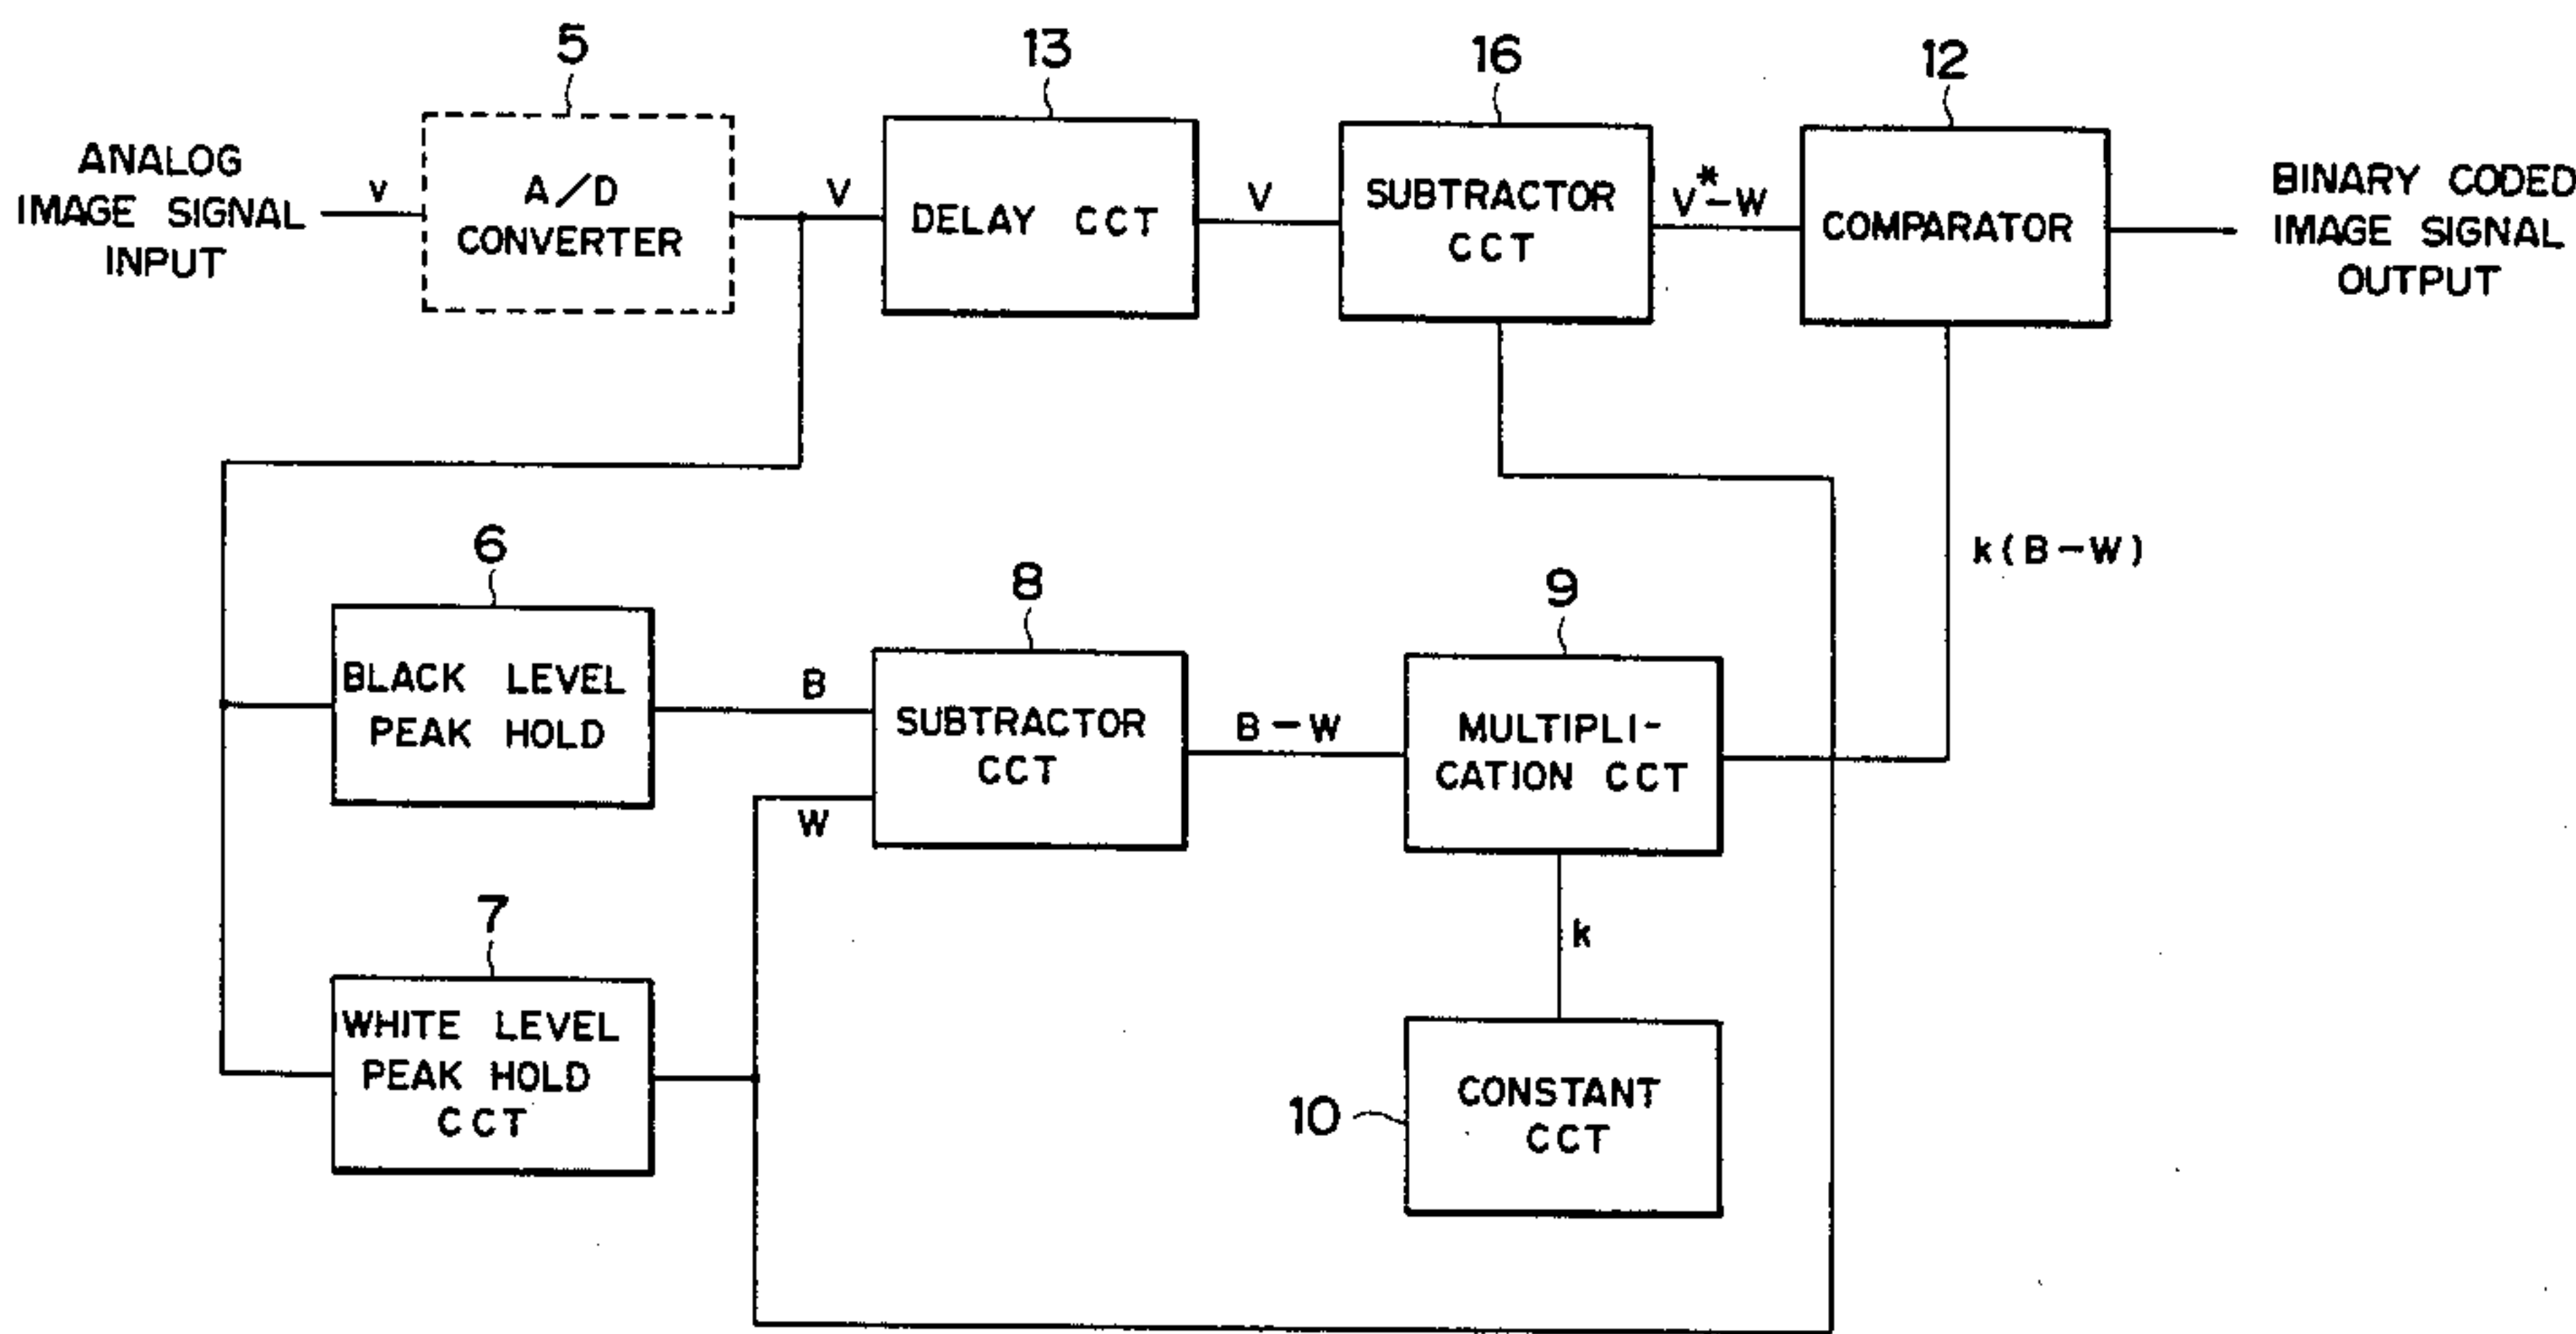 5
13
16
12
ANALOG
IMAGE SIGNAL
INPUT
v
A/D
CONVERTER
V
DELAY CCT
V
SUBTRACTOR
CCT
V*-W
COMPARATOR
BINARY CODED
IMAGE SIGNAL
OUTPUT
k(B-W)
6
BLACK LEVEL
PEAK HOLD
B
W
8
SUBTRACTOR
CCT
B-W
9
MULTIPLI-
CATION CCT
k
7
WHITE LEVEL
PEAK HOLD
CCT
10
CONSTANT
CCT